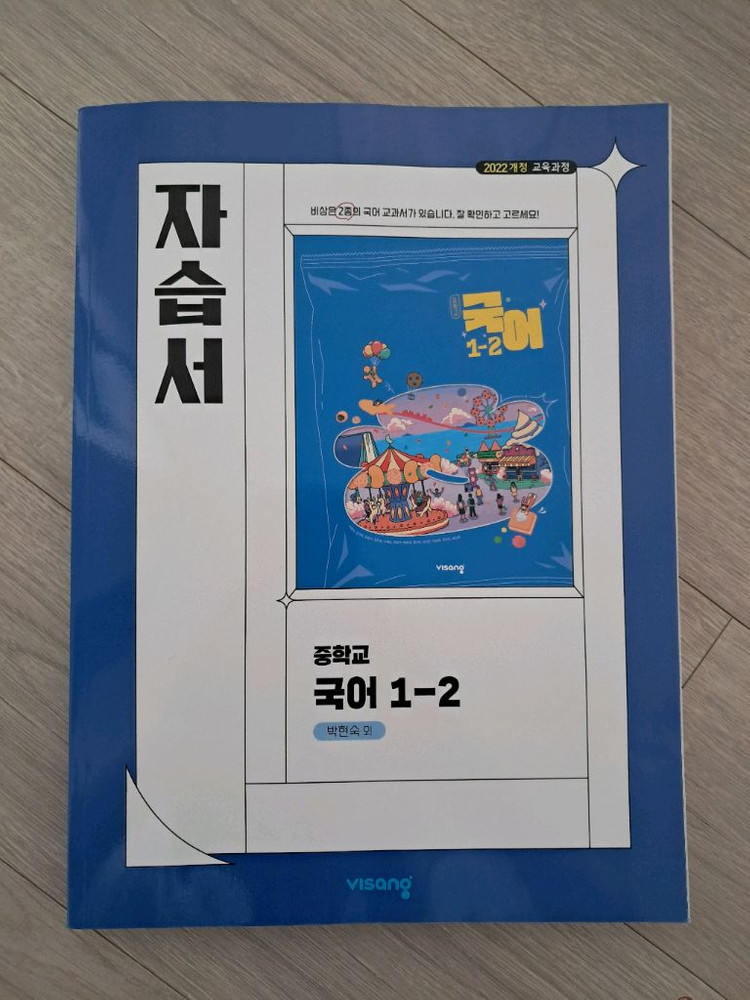 2022 개정 교육과정
자습서
비상은 2종의 국어 교과서가 있습니다. 잘 확인하고 고르세요!
국어
1-2
visang
중학교
국어 1-2
박현숙 외
visang